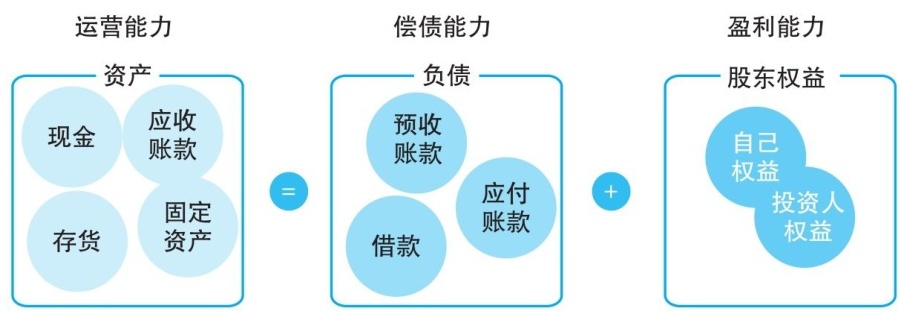 运营能力
偿债能力
盈利能力
资产
负债
股东权益
现金
应收
账款
存货
固定
资产
=
预收
账款
应付
账款
借款
+
自己
权益
投资人
权益